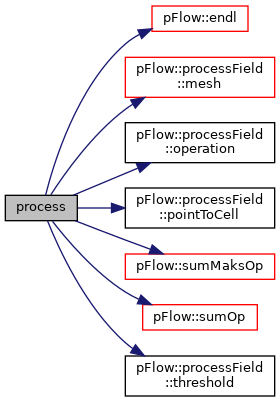 pFlow::endl
pFlow::processField
::mesh
pFlow::processField
::operation
process
pFlow::processField
::pointToCell
pFlow::sumMaksOp
pFlow::sumOp
pFlow::processField
::threshold